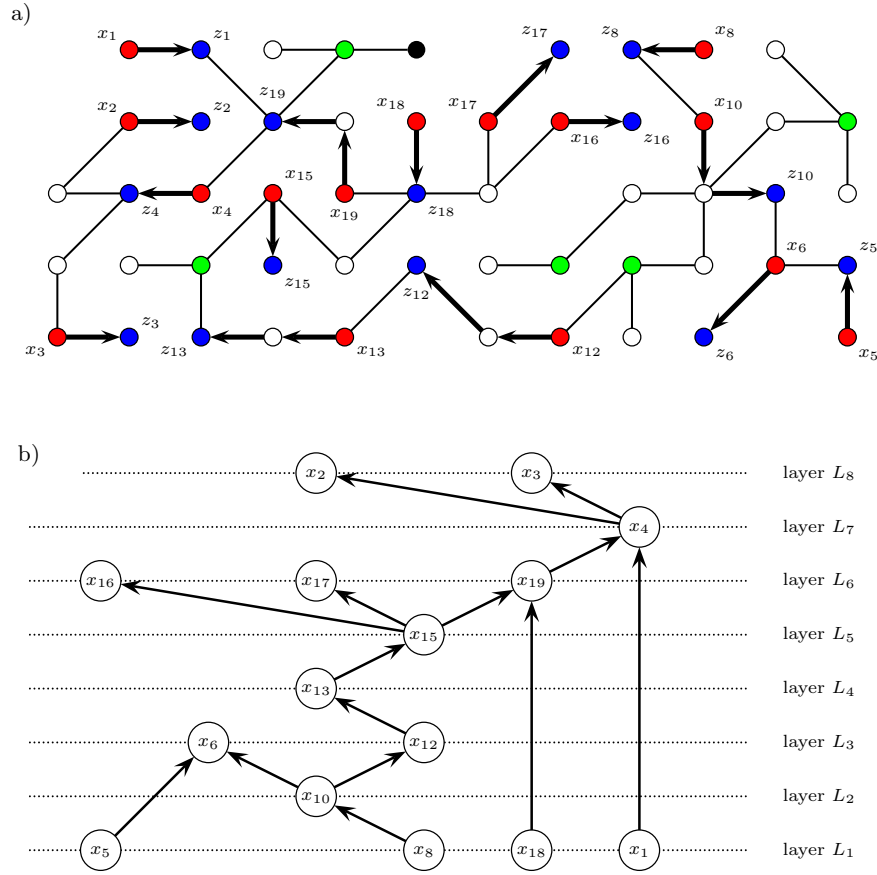 a)
x1 z1 z17 z8 x8
x2 z2 z19 x18 x17 x16 z16 x10
z4 x4 x15 x19 z18 z10
z15 z12 x6 z5
x3 z3 z13 x13 x12 z6 x5
b)
x2 x3 layer L8
x4 layer L7
x16 x17 x19 layer L6
x15 layer L5
x13 layer L4
x6 x12 layer L3
x10 layer L2
x5 x8 x18 x1 layer L1